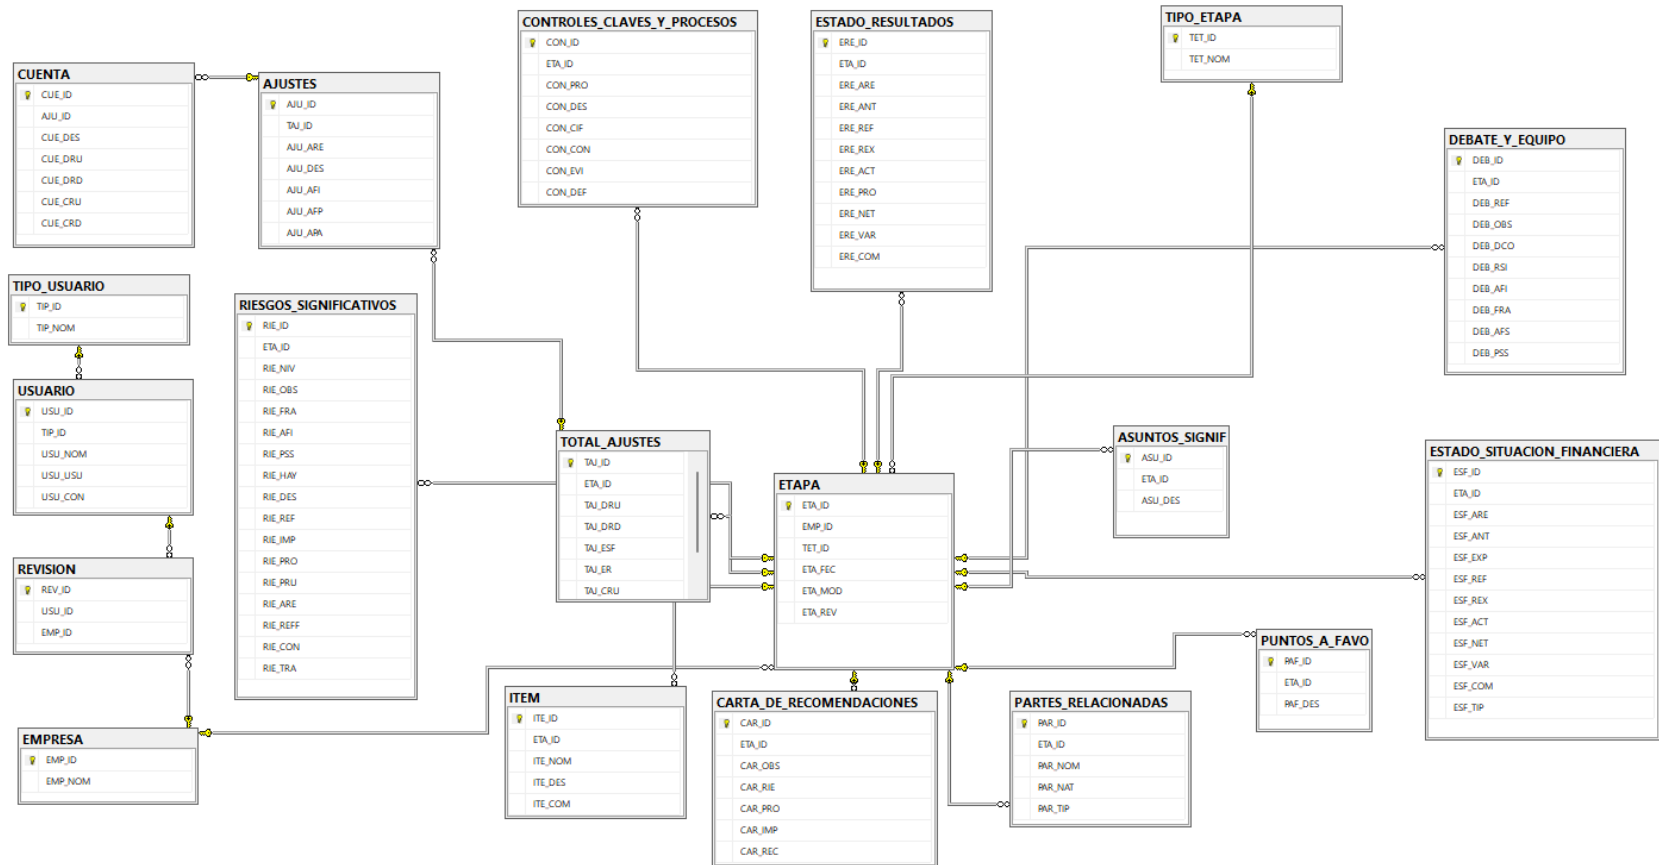 CUENTA
CUE_ID
AJU_ID
CUE_DES
CUE_DRU
CUE_DRD
CUE_CRU
CUE_CRD
AJUSTES
AJU_ID
TAJ_ID
AJU_ARE
AJU_DES
AJU_AFI
AJU_AFP
AJU_APA
CONTROLES_CLAVES_Y_PROCESOS
CON_ID
ETA_ID
CON_PRO
CON_DES
CON_CIF
CON_CON
CON_EVI
CON_DEF
ESTADO_RESULTADOS
ERE_ID
ETA_ID
ERE_ARE
ERE_ANT
ERE_REF
ERE_REX
ERE_ACT
ERE_PRO
ERE_NET
ERE_VAR
ERE_COM
TIPO_ETAPA
TET_ID
TET_NOM
DEBATE_Y_EQUIPO
DEB_ID
ETA_ID
DEB_REF
DEB_OBS
DEB_DCO
DEB_RSI
DEB_AFI
DEB_FRA
DEB_AFS
DEB_PSS
TIPO_USUARIO
TIP_ID
TIP_NOM
USUARIO
USU_ID
TIP_ID
USU_NOM
USU_USU
USU_CON
REVISION
REV_ID
USU_ID
EMP_ID
EMPRESA
EMP_ID
EMP_NOM
RIESGOS_SIGNIFICATIVOS
RIE_ID
ETA_ID
RIE_NIV
RIE_OBS
RIE_FRA
RIE_AFI
RIE_PSS
RIE_HAY
RIE_DES
RIE_REF
RIE_IMP
RIE_PRO
RIE_PRU
RIE_ARE
RIE_REFF
RIE_CON
RIE_TRA
TOTAL_AJUSTES
TAJ_ID
ETA_ID
TAJ_DRU
TAJ_DRD
TAJ_ESF
TAJ_ER
TAJ_CRU
ETAPA
ETA_ID
EMP_ID
TET_ID
ETA_FEC
ETA_MOD
ETA_REV
ASUNTOS_SIGNIF
ASU_ID
ETA_ID
ASU_DES
ESTADO_SITUACION_FINANCIERA
ESF_ID
ETA_ID
ESF_ARE
ESF_ANT
ESF_EXP
ESF_REF
ESF_REX
ESF_ACT
ESF_NET
ESF_VAR
ESF_COM
ESF_TIP
PUNTOS_A_FAVO
PAF_ID
ETA_ID
PAF_DES
ITEM
ITE_ID
ETA_ID
ITE_NOM
ITE_DES
ITE_COM
CARTA_DE_RECOMENDACIONES
CAR_ID
ETA_ID
CAR_OBS
CAR_RIE
CAR_PRO
CAR_IMP
CAR_REC
PARTES_RELACIONADAS
PAR_ID
ETA_ID
PAR_NOM
PAR_NAT
PAR_TIP